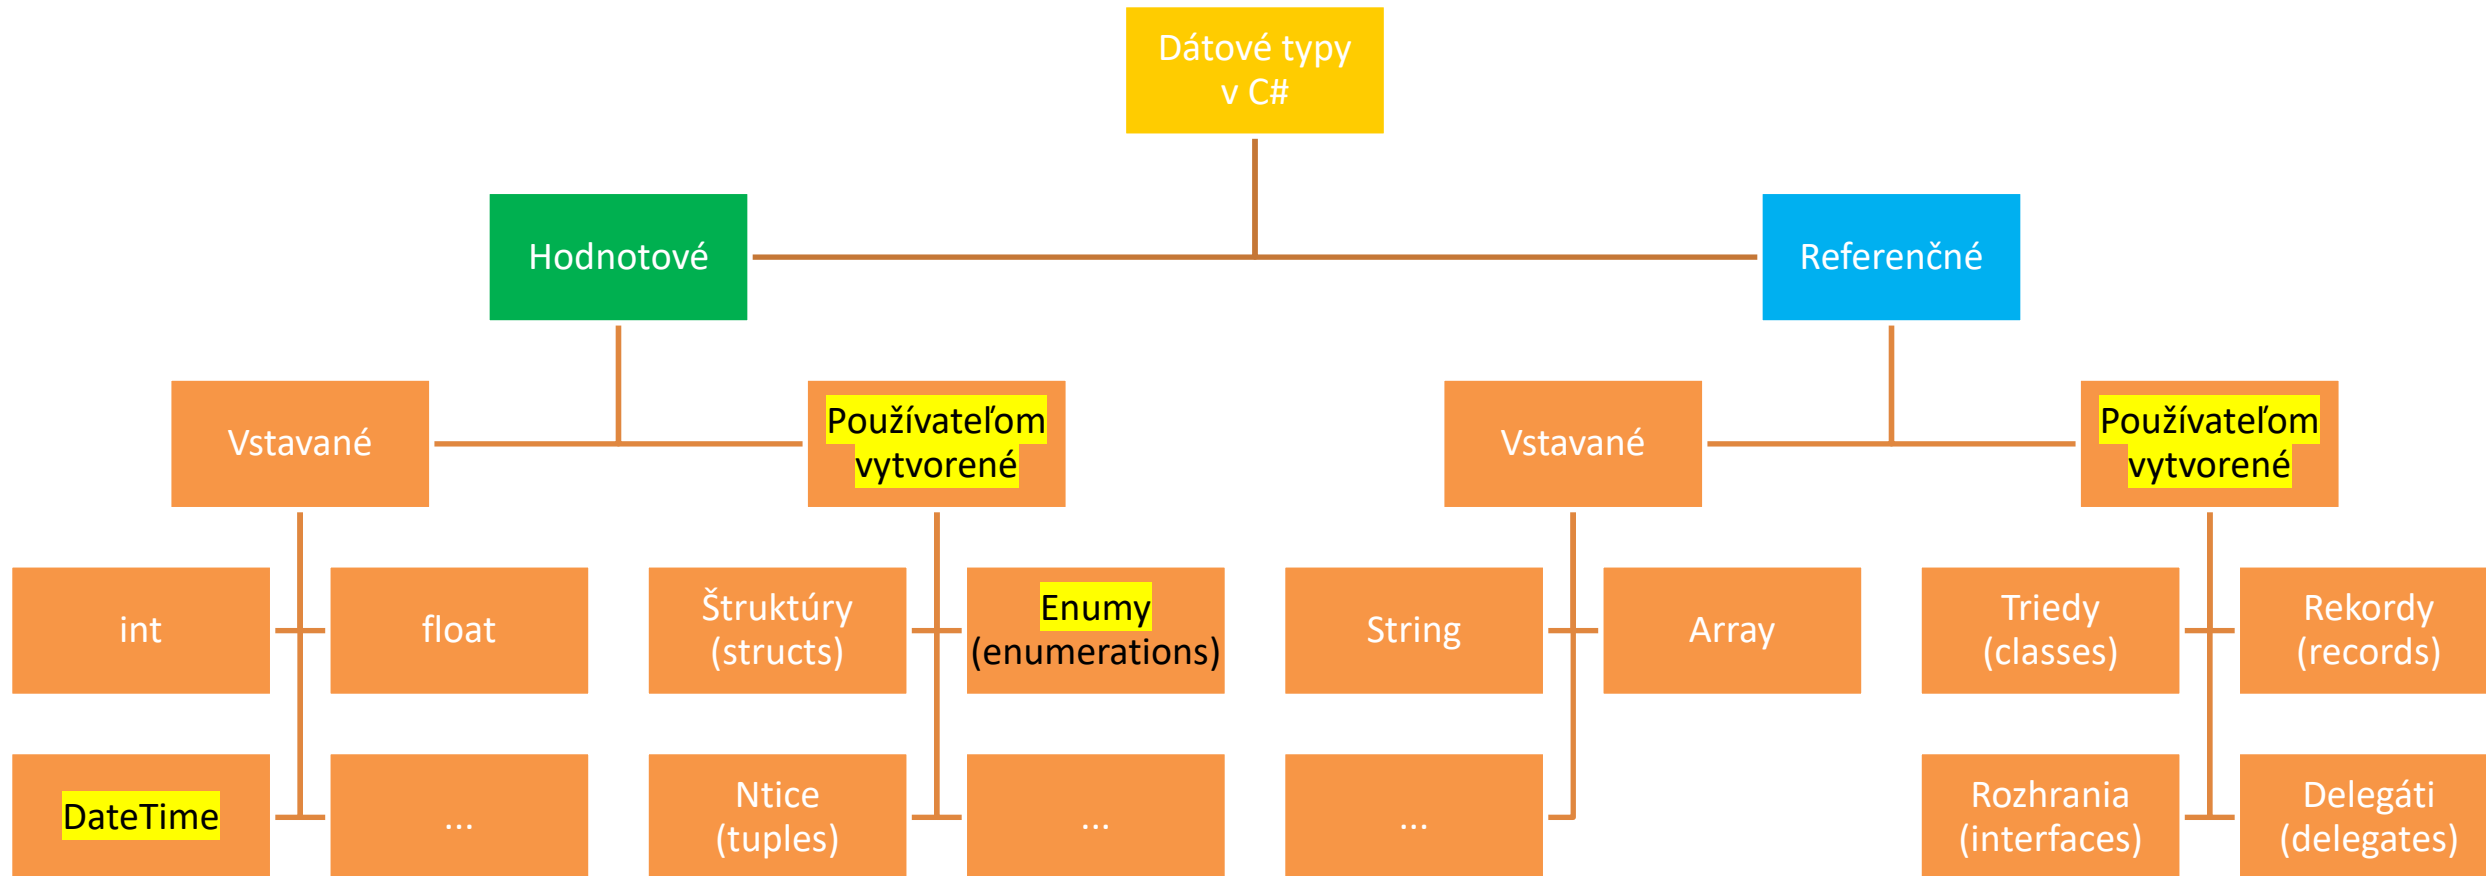 Dátové typy
v C#
Hodnotové
Referenčné
Vstavané
Používateľom
vytvorené
Vstavané
Používateľom
vytvorené
int
float
Štruktúry
(structs)
Enumy
(enumerations)
String
Array
Triedy
(classes)
Rekordy
(records)
DateTime
...
Ntice
(tuples)
...
...
Rozhrania
(interfaces)
Delegáti
(delegates)